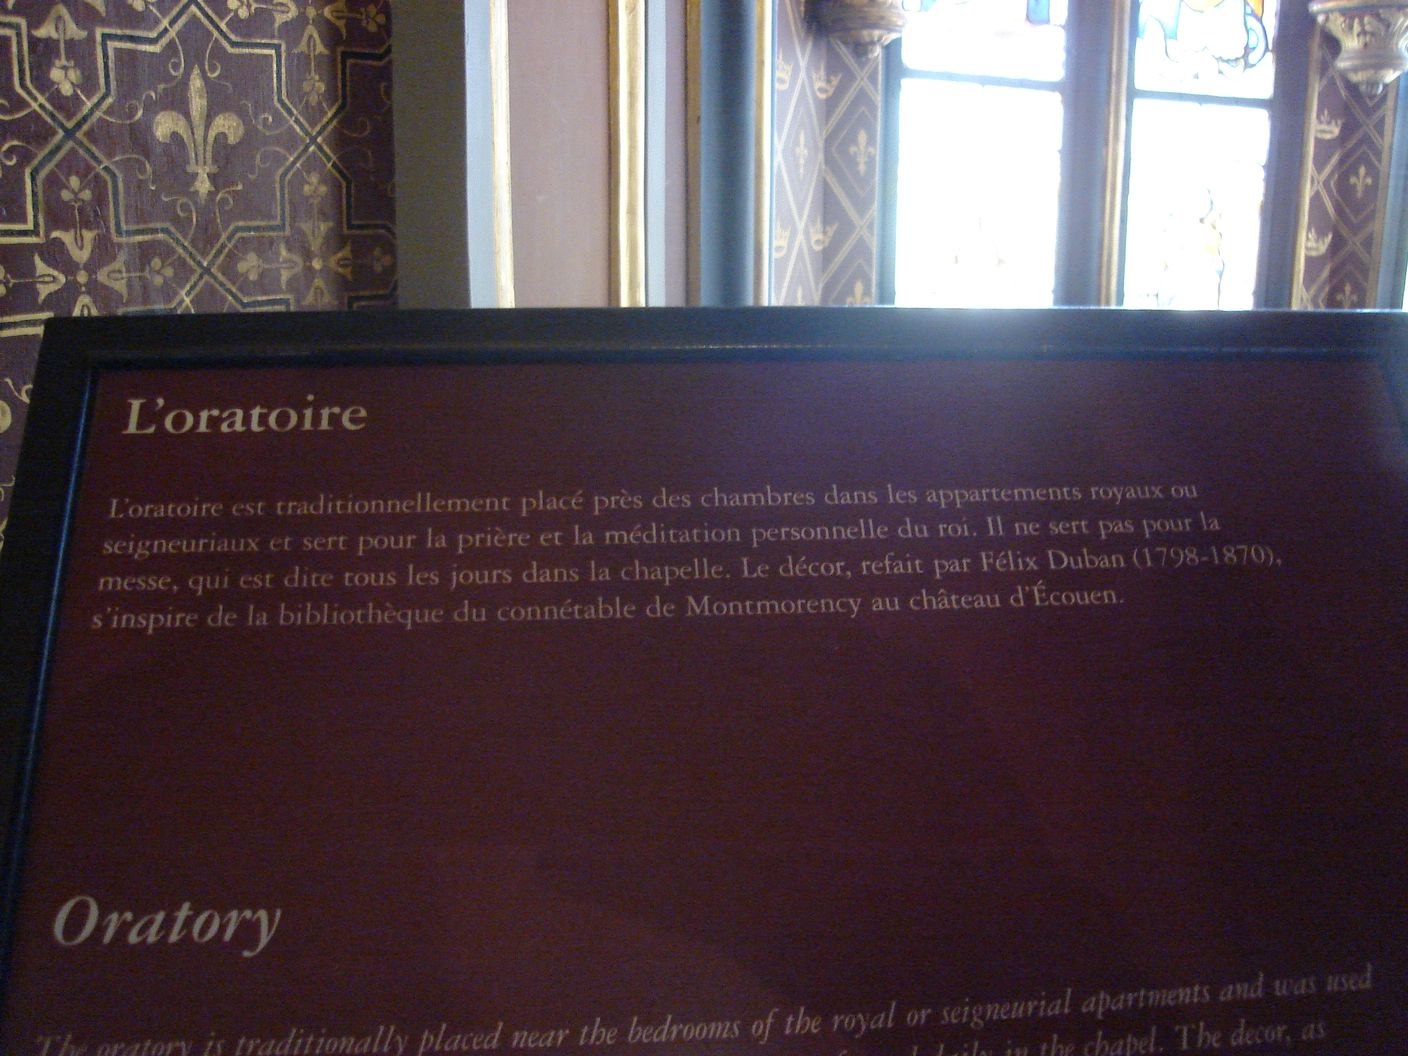 L'oratoire
L'oratoire est traditionnellement placé près des chambres dans les appartements royaux ou
seigneuriaux et sert pour la prière et la méditation personnelle du roi. Il ne sert pas pour la
messe, qui est dite tous les jours dans la chapelle. Le décor, refait par Félix Duban (1798-1870),
s'inspire de la bibliothèque du connétable de Montmorency au château d'Écouen.
Oratory
The oratory is traditionally placed near the bedrooms of the royal or seigneurial apartments and was used
daily in the chapel. The decor, as